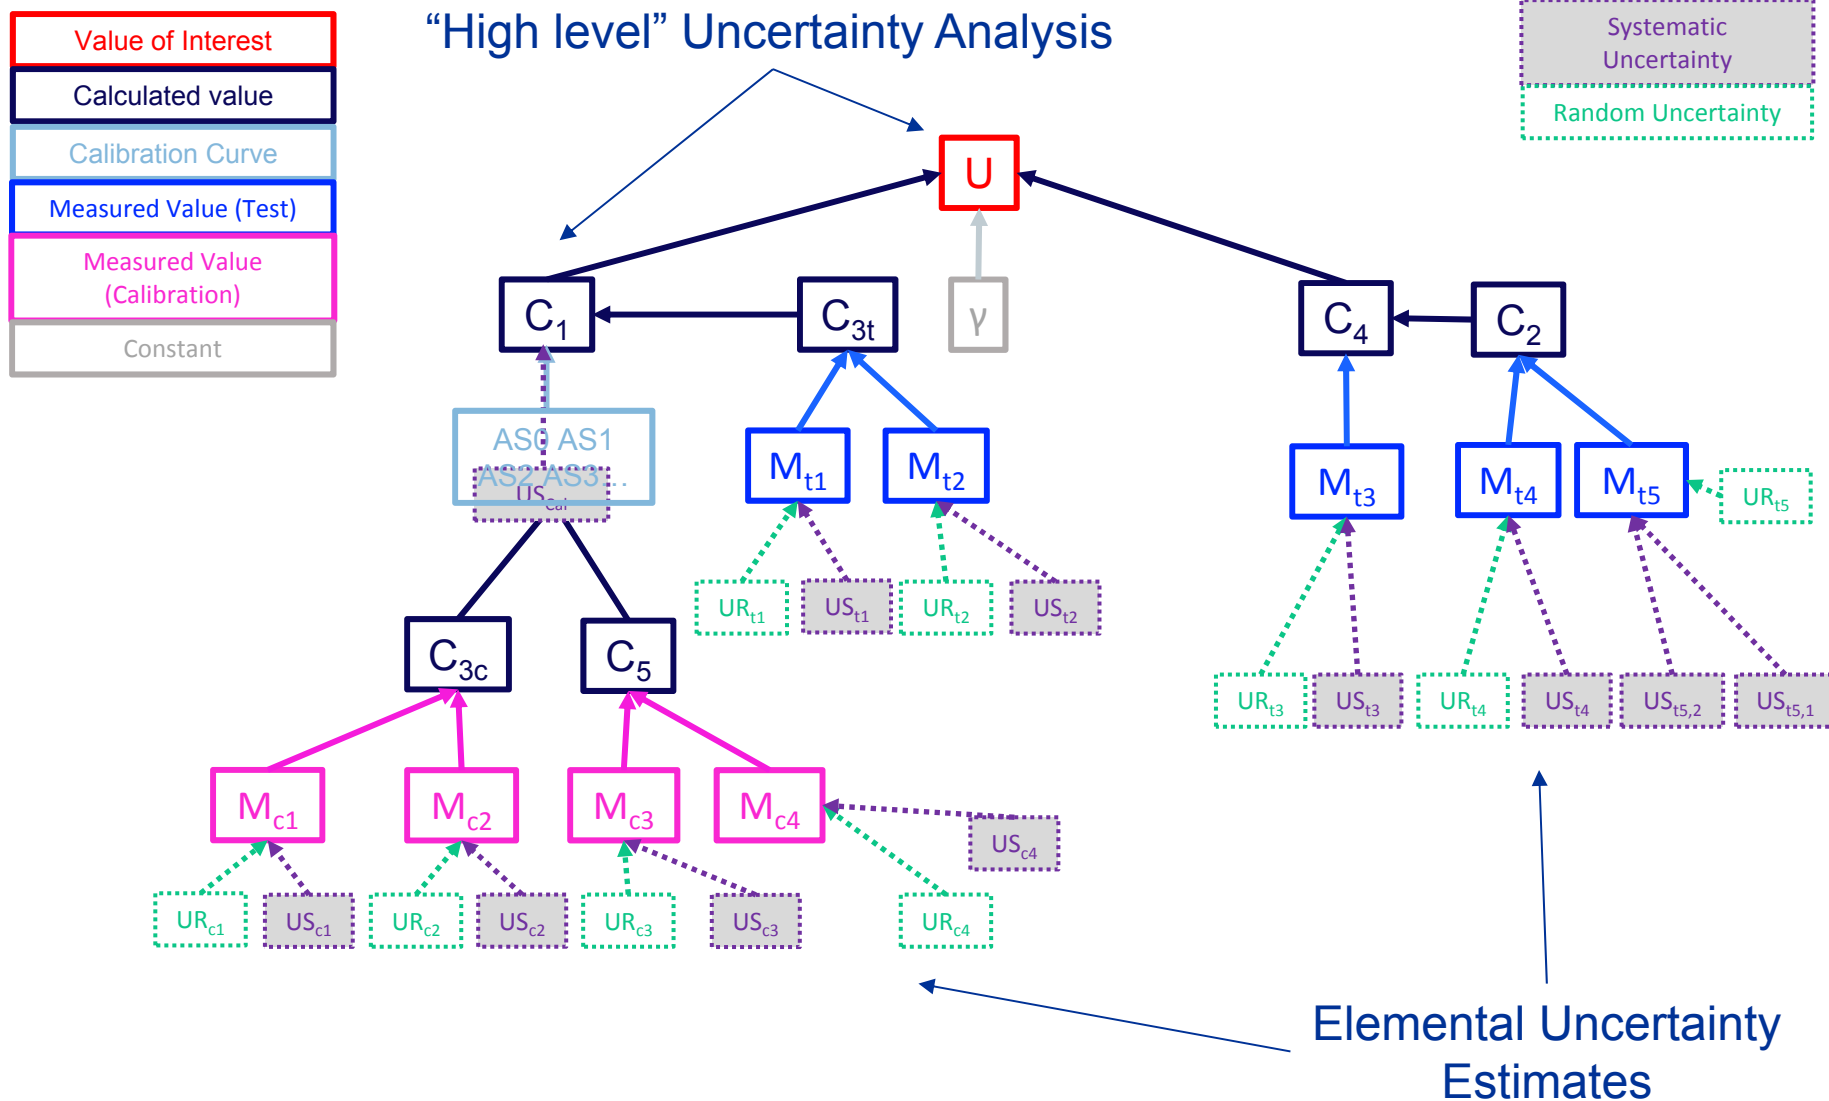 “High level” Uncertainty Analysis
Value of Interest
Calculated value
Calibration Curve
Measured Value (Test)
Measured Value
(Calibration)
Constant
Systematic
Uncertainty
Random Uncertainty
U
C1
C3t
γ
C4
C2
AS0 AS1
AS2 AS3…
USCal
Mt1
Mt2
Mt3
Mt4
Mt5
URt5
URt1
USt1
URt2
USt2
C3c
C5
URt3
USt3
URt4
USt4
USt5,2
USt5,1
Mc1
Mc2
Mc3
Mc4
USc4
URc1
USc1
URc2
USc2
URc3
USc3
URc4
Elemental Uncertainty
Estimates